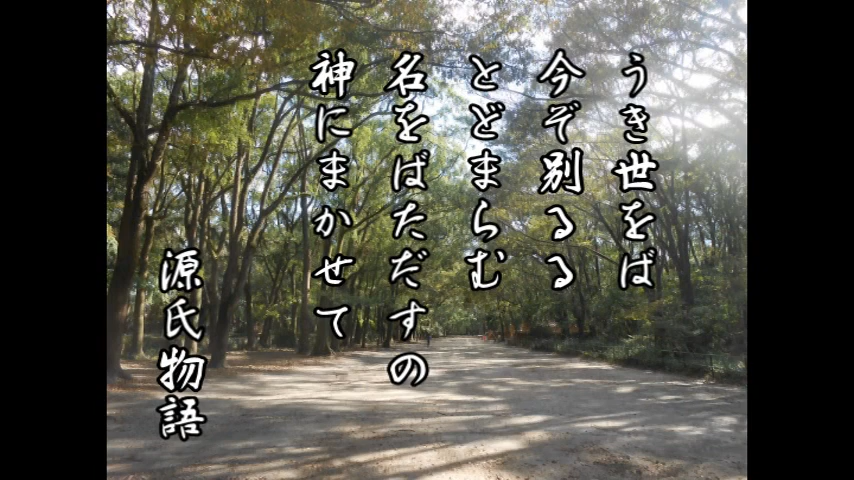 うき世をば
今ぞ別るる
とどまらむ
名をばただすの
神にまかせて
源氏物語